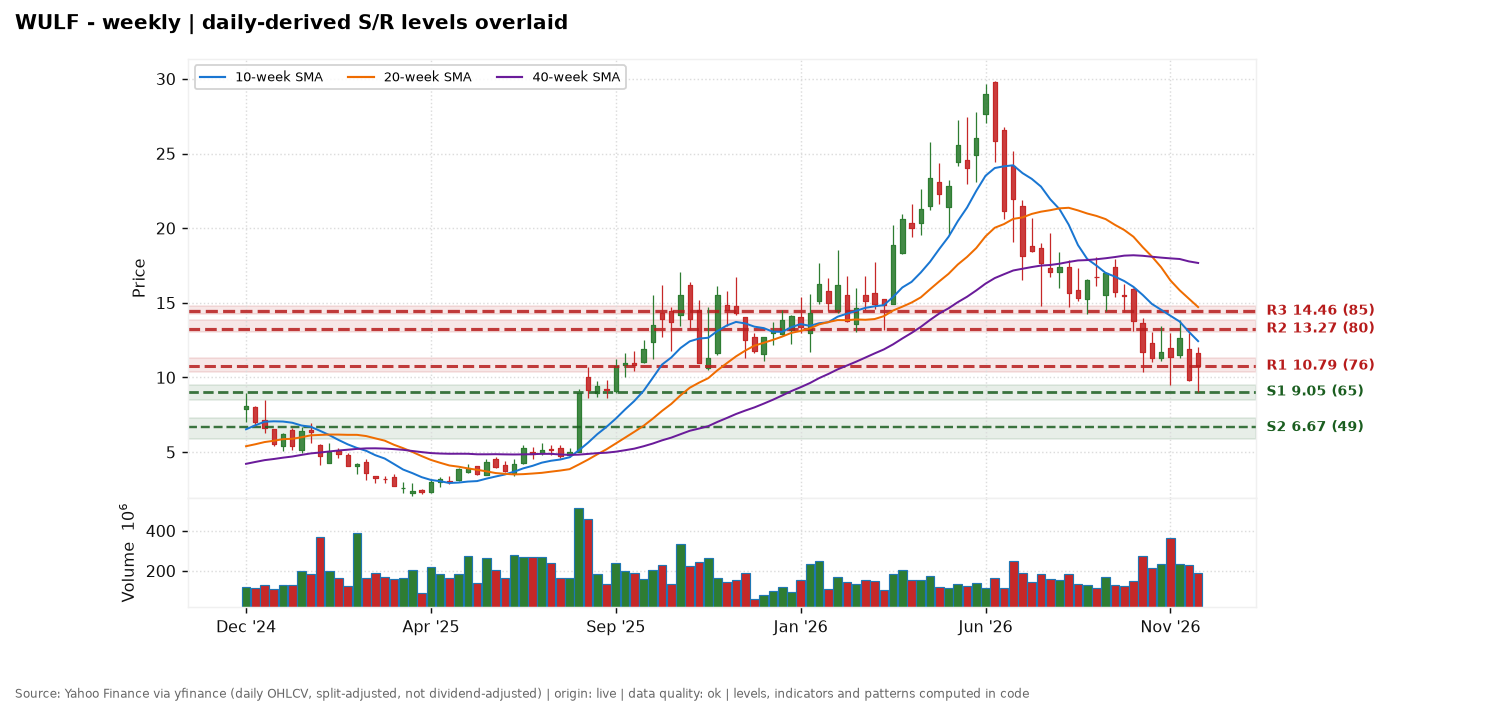 WULF - weekly | daily-derived S/R levels overlaid
10-week SMA 20-week SMA 40-week SMA
30
25
20
15
10
5
Price
R3 14.46 (85)
R2 13.27 (80)
R1 10.79 (76)
S1 9.05 (65)
S2 6.67 (49)
400
200
Volume 10⁶
Dec '24 Apr '25 Sep '25 Jan '26 Jun '26 Nov '26
Source: Yahoo Finance via yfinance (daily OHLCV, split-adjusted, not dividend-adjusted) | origin: live | data quality: ok | levels, indicators and patterns computed in code